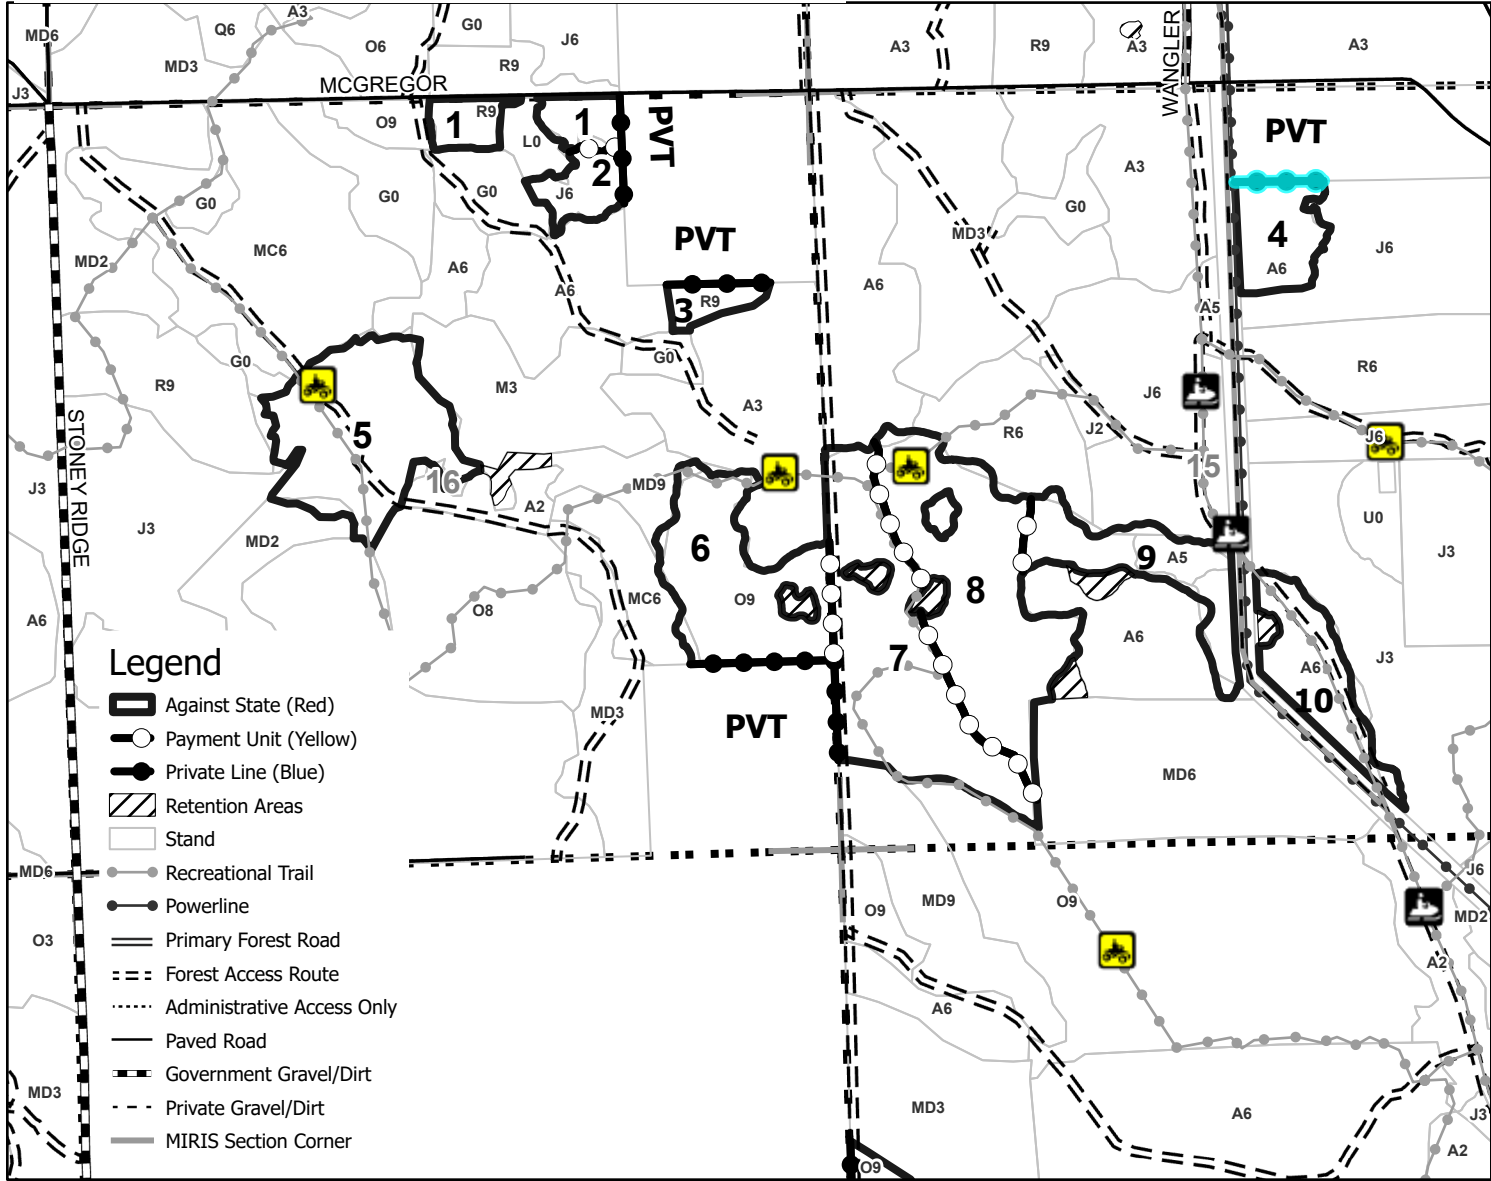 A3
MD6
Q6
G0
O6
J6
A3
R9
A3
A3
MD3
R9
J3
MCGREGOR
WANGLER
O9
1
R9
L0
1
PVT
PVT
2
A3
G0
G0
G0
J6
G0
PVT
MD3
4
J6
MC6
MD2
A6
A6
A6
A6
3
R9
A5
G0
G0
R6
R9
M3
J6
A3
5
R6
J2
J6
STONEY RIDGE
15
16
J3
MD9
A2
U0
J3
MD2
6
9
A5
J3
8
MC6
O9
O8
A6
A6
7
J3
A6
10
MD3
PVT
MD6
Legend
Against State (Red)
Payment Unit (Yellow)
Private Line (Blue)
Retention Areas
Stand
Recreational Trail
Powerline
Primary Forest Road
Forest Access Route
Administrative Access Only
Paved Road
Government Gravel/Dirt
Private Gravel/Dirt
MIRIS Section Corner
MD6
J6
O9
MD9
O9
MD2
O3
A2
A6
MD3
MD3
A6
J3
A2
O9